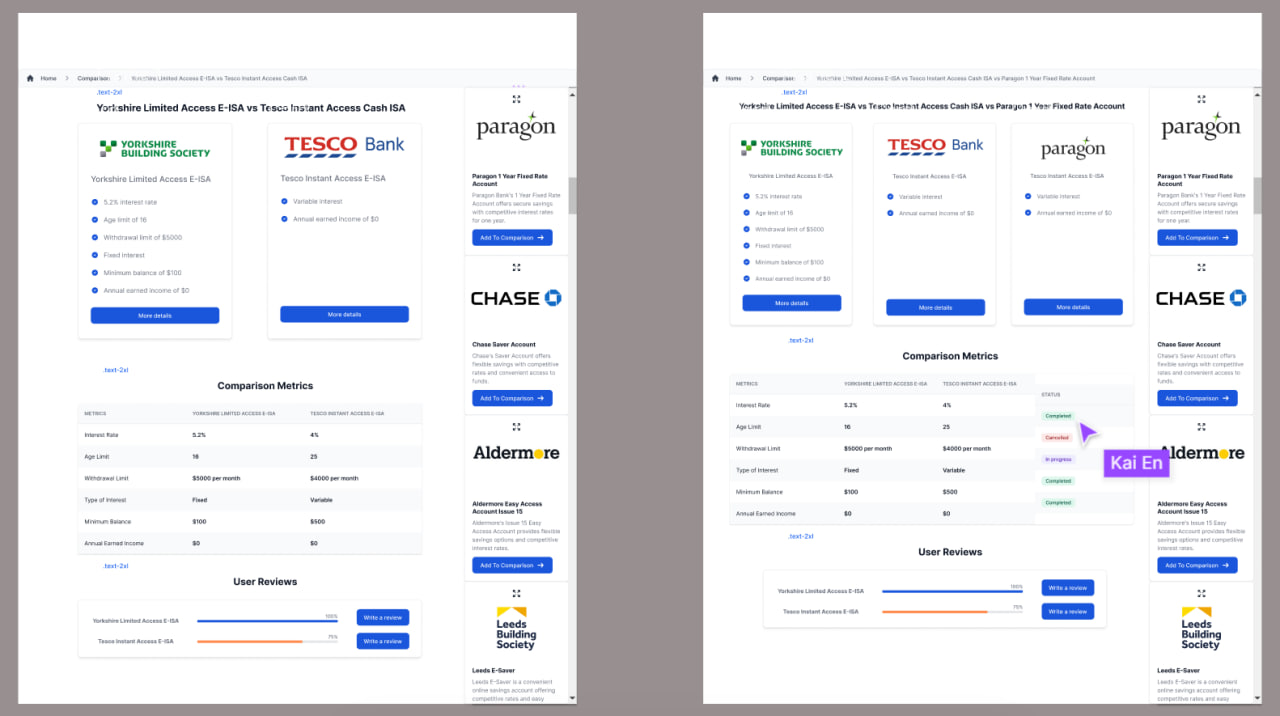 Home > Comparison > Yorkshire Limited Access E-ISA vs Tesco Instant Access Cash ISA
.text-2xl
Yorkshire Limited Access E-ISA vs Tesco Instant Access Cash ISA
YORKSHIRE
BUILDING SOCIETY
Yorkshire Limited Access E-ISA
5.2% interest rate
Age limit of 16
Withdrawal limit of $5000
Fixed interest
Minimum balance of $100
Annual earned income of $0
More details
TESCO Bank
Tesco Instant Access E-ISA
Variable interest
Annual earned income of $0
More details
.text-2xl
Comparison Metrics
METRICS YORKSHIRE LIMITED ACCESS E-ISA TESCO INSTANT ACCESS E-ISA
Interest Rate 5.2% 4%
Age Limit 16 25
Withdrawal Limit $5000 per month $4000 per month
Type of Interest Fixed Variable
Minimum Balance $100 $500
Annual Earned Income $0 $0
.text-2xl
User Reviews
Yorkshire Limited Access E-ISA 100% Write a review
Tesco Instant Access E-ISA 75% Write a review
paragon
Paragon 1 Year Fixed Rate
Account
Paragon Bank's 1 Year Fixed Rate
Account offers secure savings
with competitive interest rates
for one year.
Add To Comparison →
CHASE
Chase Saver Account
Chase's Saver Account offers
flexible savings with competitive
rates and convenient access to
funds.
Add To Comparison →
Aldermore
Aldermore Easy Access
Account Issue 15
Aldermore's Issue 15 Easy
Access Account provides flexible
savings options and competitive
interest rates.
Add To Comparison →
Leeds
Building
Society
Leeds E-Saver
Leeds E-Saver is a convenient
online savings account offering
competitive rates and easy
Home > Comparison > Yorkshire Limited Access E-ISA vs Tesco Instant Access Cash ISA vs Paragon 1 Year Fixed Rate Account
.text-2xl
Yorkshire Limited Access E-ISA vs Tesco Instant Access Cash ISA vs Paragon 1 Year Fixed Rate Account
YORKSHIRE
BUILDING SOCIETY
Yorkshire Limited Access E-ISA
5.2% interest rate
Age limit of 16
Withdrawal limit of $5000
Fixed interest
Minimum balance of $100
Annual earned income of $0
More details
TESCO Bank
Tesco Instant Access E-ISA
Variable interest
Annual earned income of $0
More details
paragon
Tesco Instant Access E-ISA
Variable interest
Annual earned income of $0
More details
.text-2xl
Comparison Metrics
METRICS YORKSHIRE LIMITED ACCESS E-ISA TESCO INSTANT ACCESS E-ISA STATUS
Interest Rate 5.2% 4% Completed
Age Limit 16 25 Canceled
Withdrawal Limit $5000 per month $4000 per month In progress
Type of Interest Fixed Variable Completed
Minimum Balance $100 $500 Completed
Annual Earned Income $0 $0
Kai En
.text-2xl
User Reviews
Yorkshire Limited Access E-ISA 100% Write a review
Tesco Instant Access E-ISA 75% Write a review
paragon
Paragon 1 Year Fixed Rate
Account
Paragon Bank's 1 Year Fixed Rate
Account offers secure savings
with competitive interest rates
for one year.
Add To Comparison →
CHASE
Chase Saver Account
Chase's Saver Account offers
flexible savings with competitive
rates and convenient access to
funds.
Add To Comparison →
Aldermore
Aldermore Easy Access
Account Issue 15
Aldermore's Issue 15 Easy
Access Account provides flexible
savings options and competitive
interest rates.
Add To Comparison →
Leeds
Building
Society
Leeds E-Saver
Leeds E-Saver is a convenient
online savings account offering
competitive rates and easy